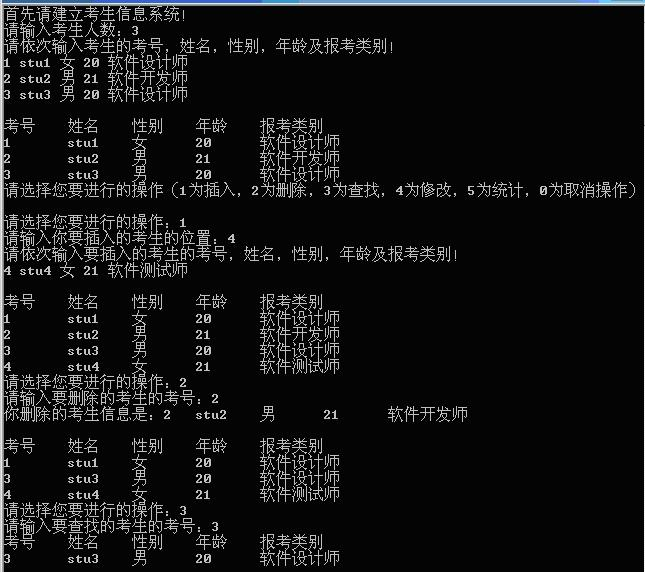 首先请建立考生信息系统!
请输入考生人数：3
请依次输入考生的考号，姓名，性别，年龄及报考类别!
1 stu1 女 20 软件设计师
2 stu2 男 21 软件开发师
3 stu3 男 20 软件设计师
考号 姓名 性别 年龄 报考类别
1 stu1 女 20 软件设计师
2 stu2 男 21 软件开发师
3 stu3 男 20 软件设计师
请选择您要进行的操作（1为插入，2为删除，3为查找，4为修改，5为统计，0为取消操作）
请选择您要进行的操作：1
请输入你要插入的考生的位置：4
请依次输入要插入的考生的考号，姓名，性别，年龄及报考类别!
4 stu4 女 21 软件测试师
考号 姓名 性别 年龄 报考类别
1 stu1 女 20 软件设计师
2 stu2 男 21 软件开发师
3 stu3 男 20 软件设计师
4 stu4 女 21 软件测试师
请选择您要进行的操作：2
请输入要删除的考生的考号：2
你删除的考生信息是：2 stu2 男 21 软件开发师
考号 姓名 性别 年龄 报考类别
1 stu1 女 20 软件设计师
3 stu3 男 20 软件设计师
4 stu4 女 21 软件测试师
请选择您要进行的操作：3
请输入要查找的考生的考号：3
考号 姓名 性别 年龄 报考类别
3 stu3 男 20 软件设计师